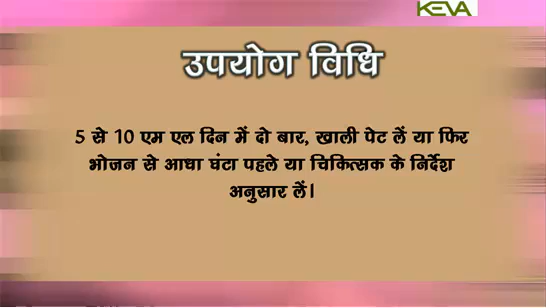 KEVA
उपयोग विधि
5 से 10 एम एल दिन में दो बार, खाली पेट लें या फिर
भोजन से आधा घंटा पहले या चिकित्सक के निर्देश
अनुसार लें।